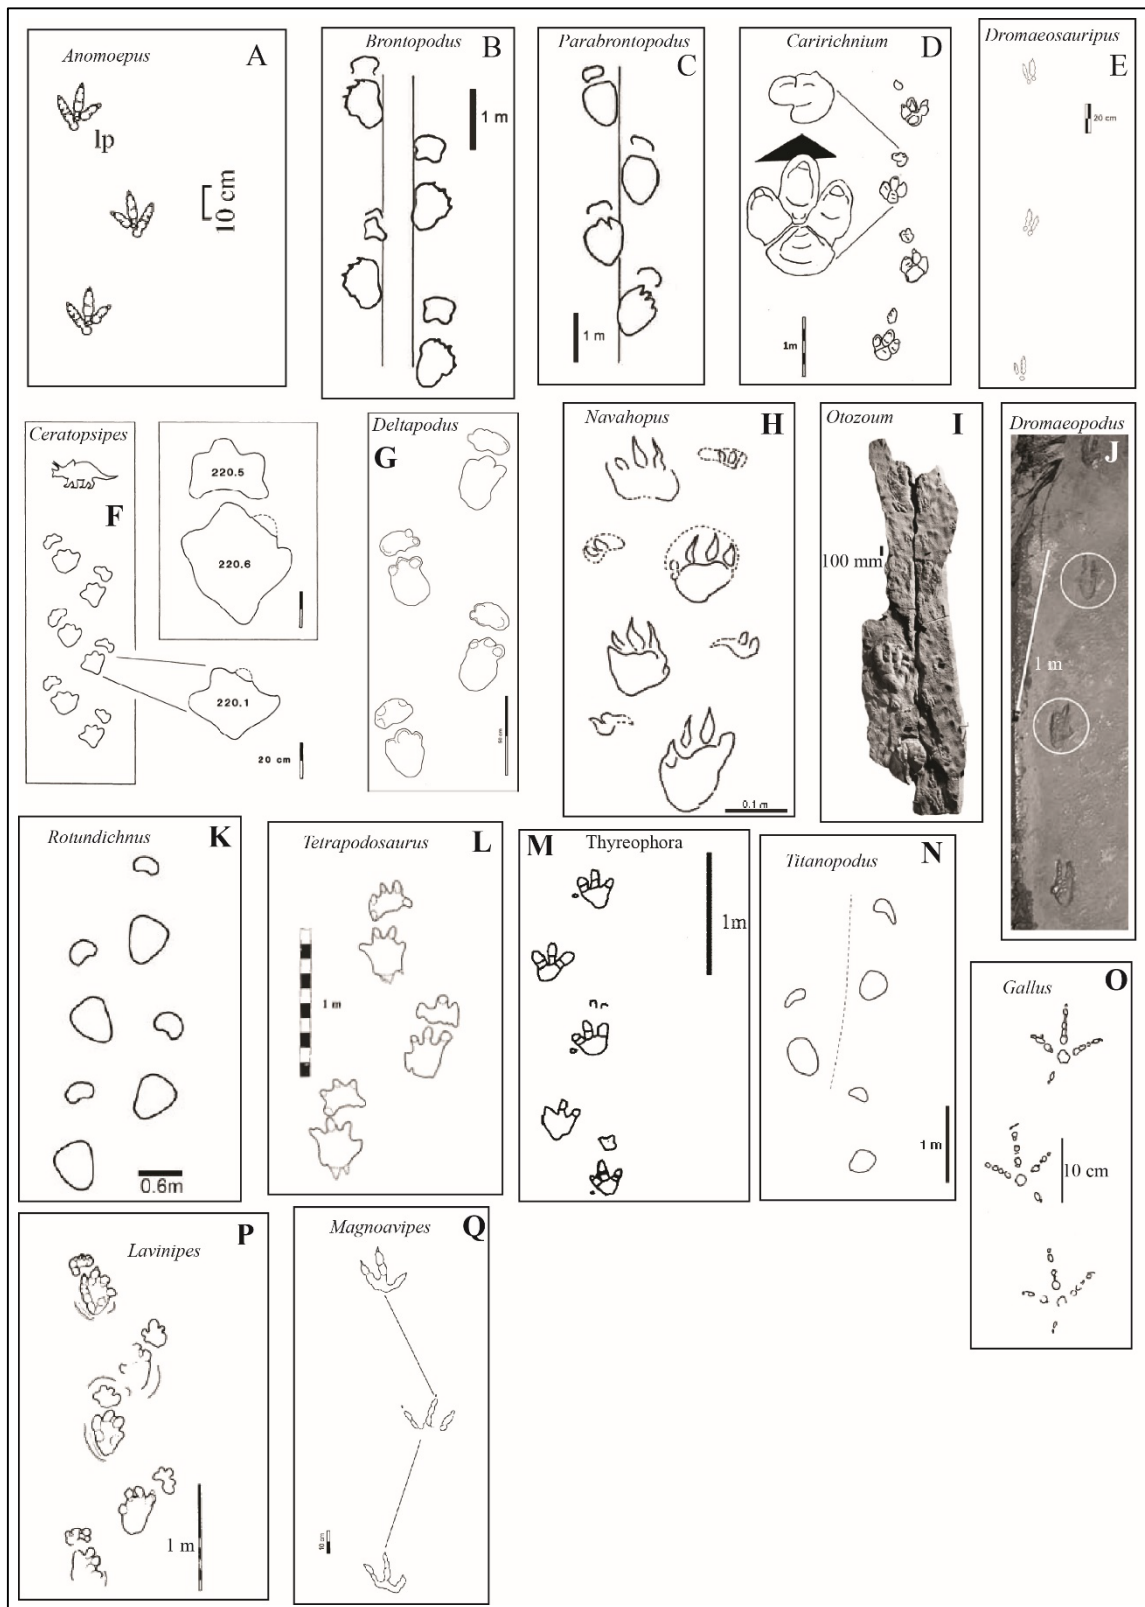 Anomoepus A
lp
10 cm
Brontopodus
B
1 m
Parabrontopodus
C
1 m
Caririchnium D
1m
Dromaeosauripus
E
20 cm
Ceratopsipes
F
220.5
220.6
220.1
20 cm
Deltapodus
G
Navahopus H
0.1 m
Otozoum I
100 mm
Dromaeopodus
J
1 m
Rotundichnus K
0.6m
Tetrapodosaurus L
1 m
M Thyreophora
1m
Titanopodus N
1 m
O
Gallus
10 cm
Lavinipes P
1 m
Magnoavipes Q
10 cm